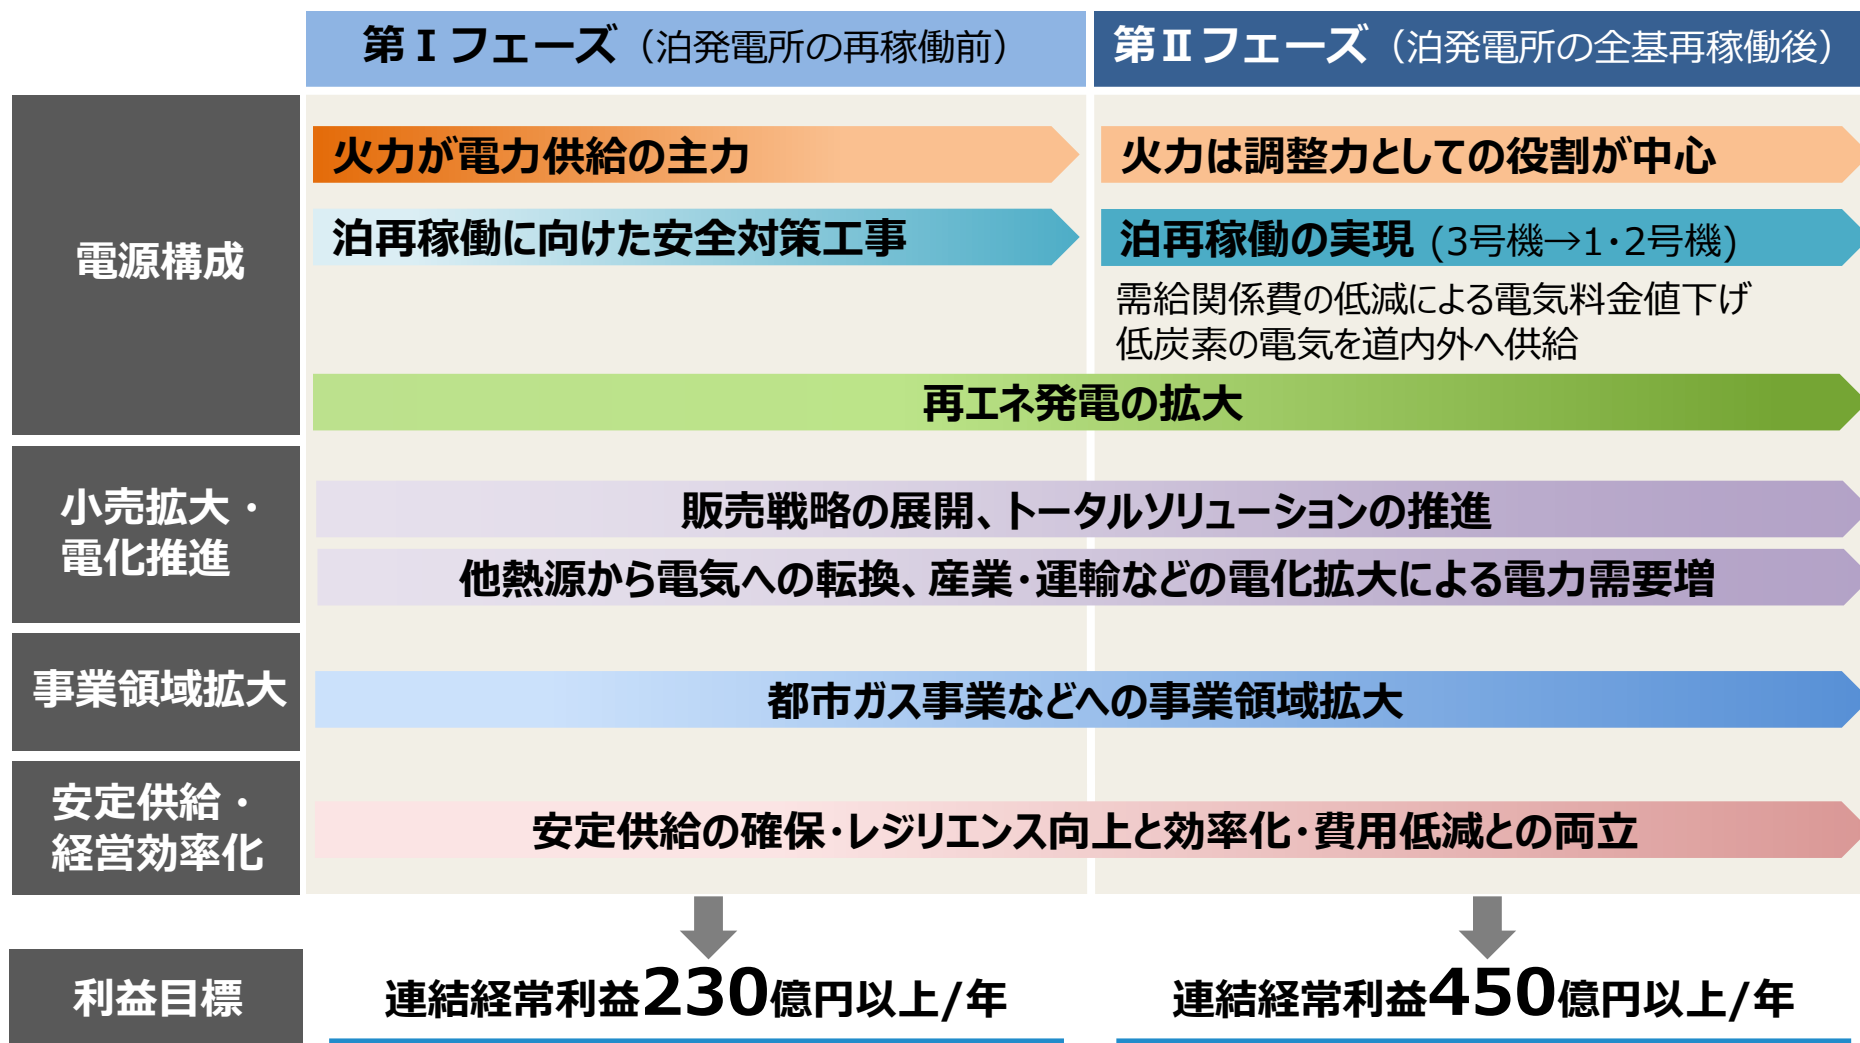 第Ⅰフェーズ（泊発電所の再稼働前）
第Ⅱフェーズ（泊発電所の全基再稼働後）
電源構成
火力が電力供給の主力
火力は調整力としての役割が中心
泊再稼働に向けた安全対策工事
泊再稼働の実現 (3号機→1・2号機)
需給関係費の低減による電気料金値下げ
低炭素の電気を道内外へ供給
再エネ発電の拡大
小売拡大・
電化推進
販売戦略の展開、トータルソリューションの推進
他熱源から電気への転換、産業・運輸などの電化拡大による電力需要増
事業領域拡大
都市ガス事業などへの事業領域拡大
安定供給・
経営効率化
安定供給の確保・レジリエンス向上と効率化・費用低減との両立
利益目標
連結経常利益230億円以上/年
連結経常利益450億円以上/年